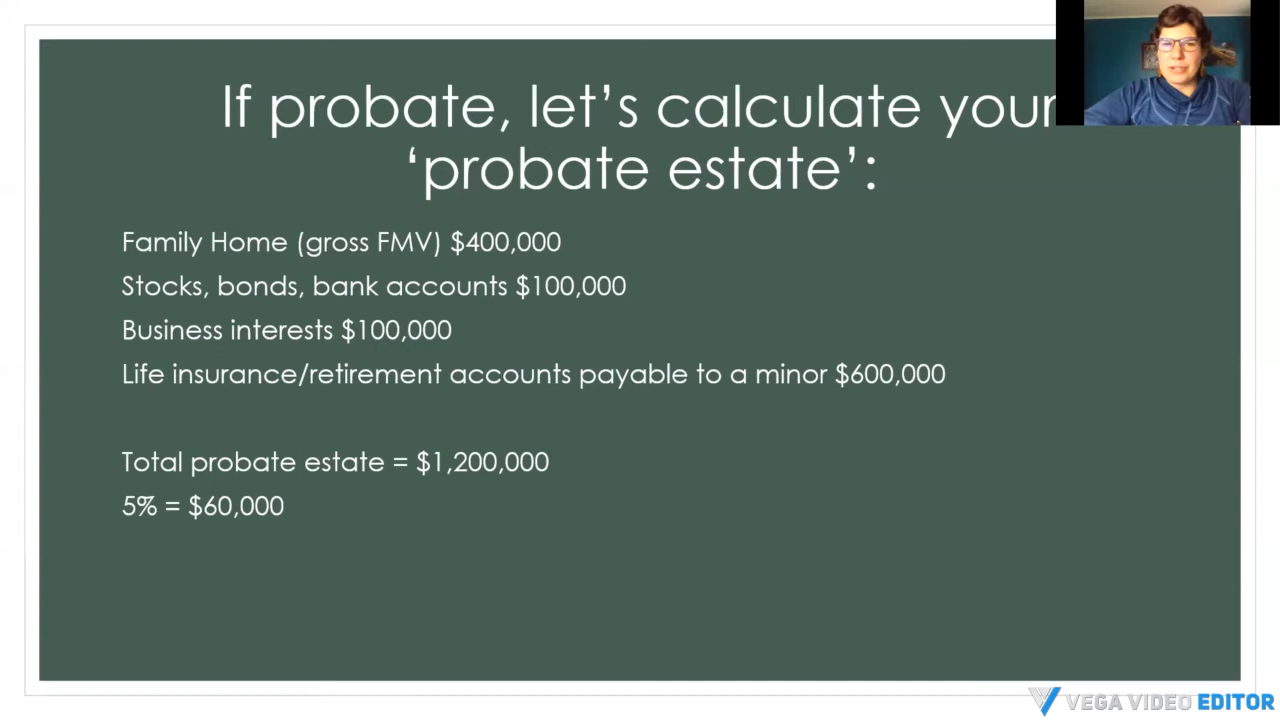 If probate, let’s calculate your
‘probate estate’:
Family Home (gross FMV) $400,000
Stocks, bonds, bank accounts $100,000
Business interests $100,000
Life insurance/retirement accounts payable to a minor $600,000
Total probate estate = $1,200,000
5% = $60,000
VEGA VIDEO EDITOR